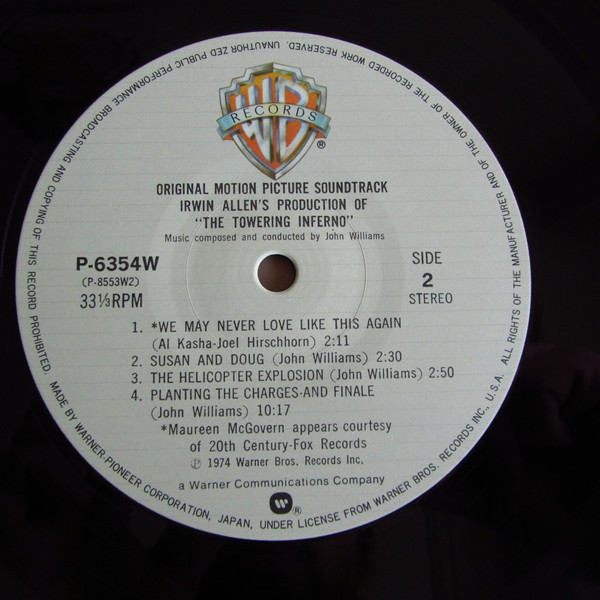 WB
RECORDS
®
ORIGINAL MOTION PICTURE SOUNDTRACK
IRWIN ALLEN'S PRODUCTION OF
"THE TOWERING INFERNO"
Music composed and conducted by John Williams
P-6354W
(P-8553W2)
33⅓RPM
SIDE
2
STEREO
1. *WE MAY NEVER LOVE LIKE THIS AGAIN
(Al Kasha-Joel Hirschhorn) 2:11
2. SUSAN AND DOUG (John Williams) 2:30
3. THE HELICOPTER EXPLOSION (John Williams) 2:50
4. PLANTING THE CHARGES-AND FINALE
(John Williams) 10:17
*Maureen McGovern appears courtesy
of 20th Century-Fox Records
℗ 1974 Warner Bros. Records Inc.
a Warner Communications Company
®
MADE BY WARNER-PIONEER CORPORATION, JAPAN, UNDER LICENSE FROM WARNER BROS. RECORDS INC., U.S.A. ALL RIGHTS OF THE MANUFACTURER AND OF THE OWNER OF THE RECORDED WORK RESERVED. UNAUTHORIZED PUBLIC PERFORMANCE BROADCASTING AND COPYING OF THIS RECORD PROHIBITED.